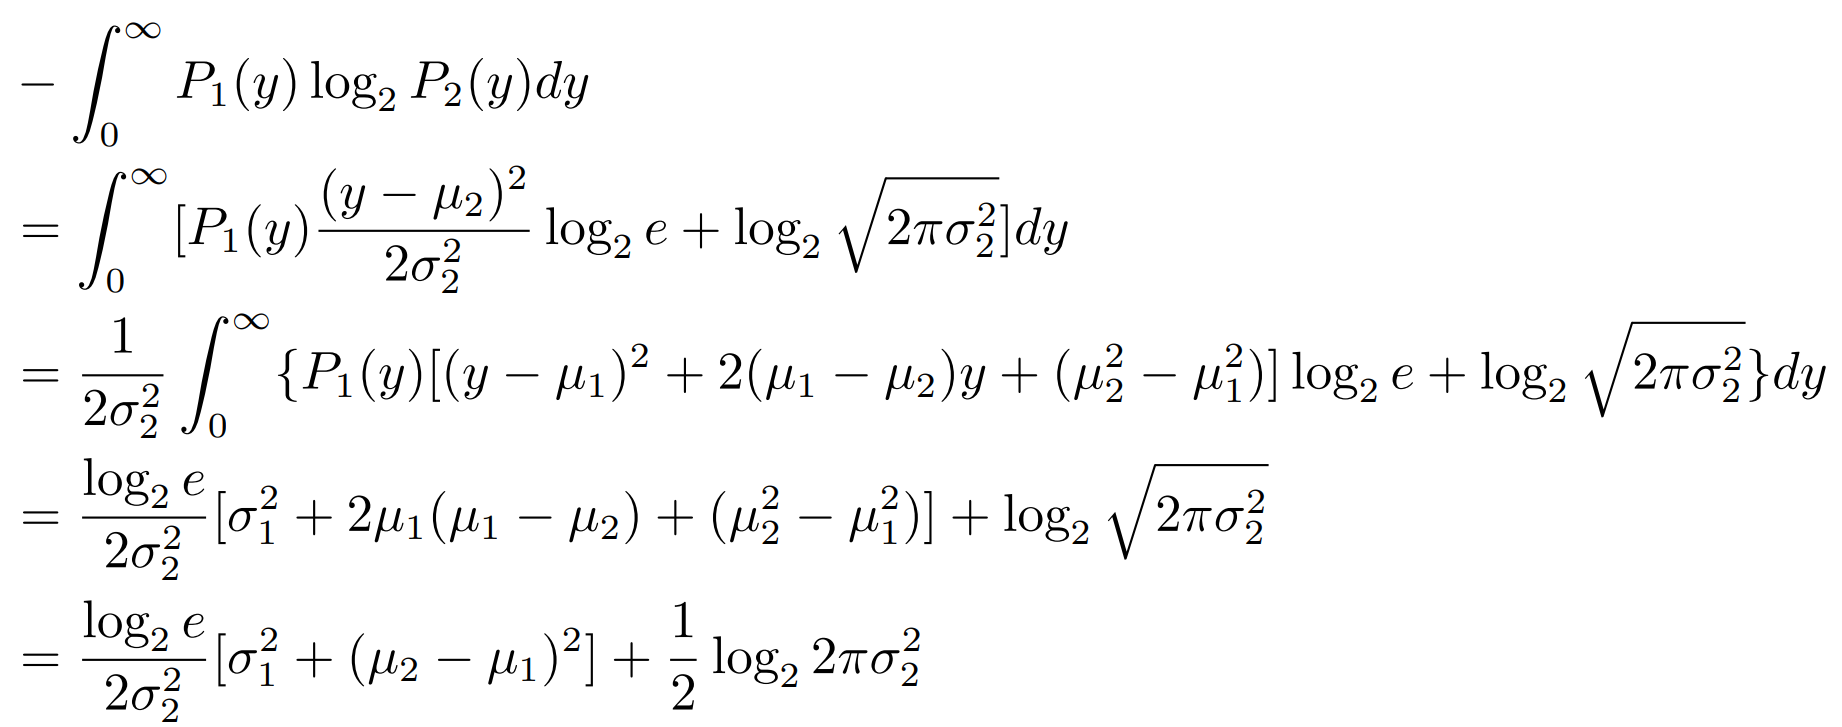 $-\int_0^\infty P_1(y) \log_2 P_2(y) dy$
$= \int_0^\infty [P_1(y) \frac{(y - \mu_2)^2}{2\sigma_2^2} \log_2 e + \log_2 \sqrt{2\pi\sigma_2^2}] dy$
$= \frac{1}{2\sigma_2^2} \int_0^\infty \{P_1(y)[(y - \mu_1)^2 + 2(\mu_1 - \mu_2)y + (\mu_2^2 - \mu_1^2)] \log_2 e + \log_2 \sqrt{2\pi\sigma_2^2}\} dy$
$= \frac{\log_2 e}{2\sigma_2^2} [\sigma_1^2 + 2\mu_1(\mu_1 - \mu_2) + (\mu_2^2 - \mu_1^2)] + \log_2 \sqrt{2\pi\sigma_2^2}$
$= \frac{\log_2 e}{2\sigma_2^2} [\sigma_1^2 + (\mu_2 - \mu_1)^2] + \frac{1}{2} \log_2 2\pi\sigma_2^2$